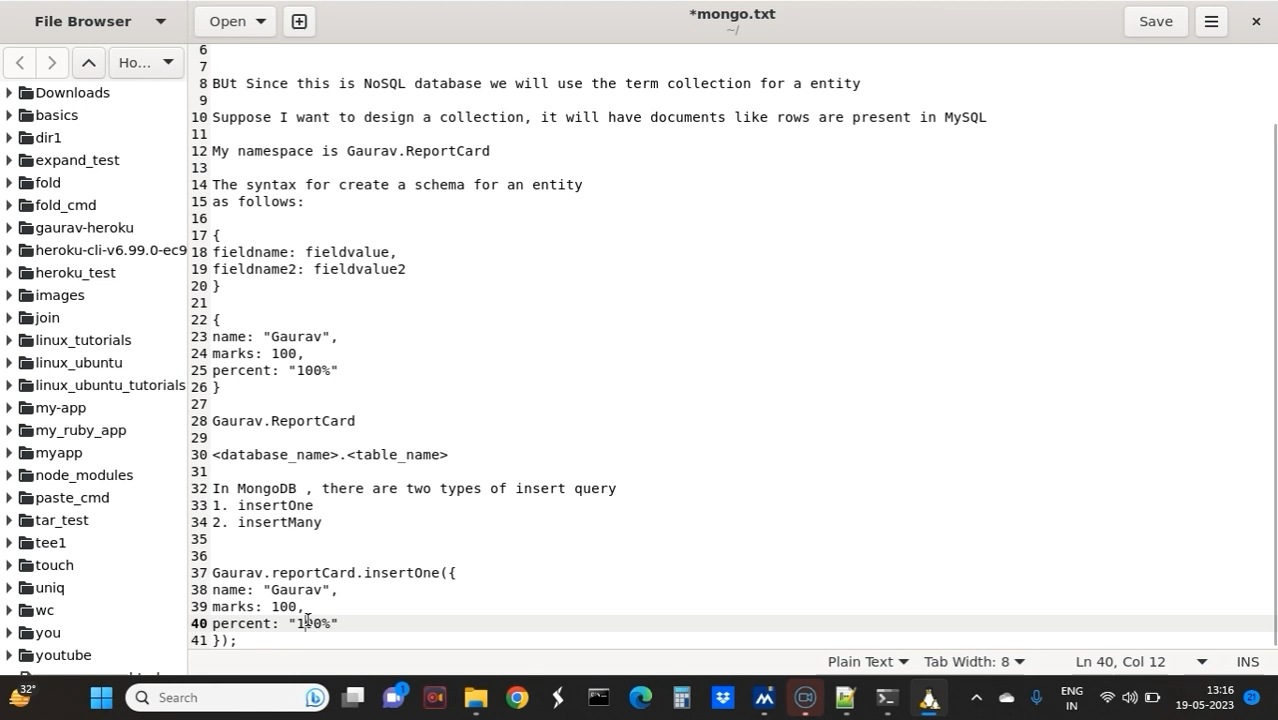 File Browser
Open
*mongo.txt
~/
Save
Ho...
Downloads
basics
dir1
expand_test
fold
fold_cmd
gaurav-heroku
heroku-cli-v6.99.0-ec9
heroku_test
images
join
linux_tutorials
linux_ubuntu
linux_ubuntu_tutorials
my-app
my_ruby_app
myapp
node_modules
paste_cmd
tar_test
tee1
touch
uniq
wc
you
youtube
6
7
8 BUt Since this is NoSQL database we will use the term collection for a entity
9
10 Suppose I want to design a collection, it will have documents like rows are present in MySQL
11
12 My namespace is Gaurav.ReportCard
13
14 The syntax for create a schema for an entity
15 as follows:
16
17 {
18 fieldname: fieldvalue,
19 fieldname2: fieldvalue2
20 }
21
22 {
23 name: "Gaurav",
24 marks: 100,
25 percent: "100%"
26 }
27
28 Gaurav.ReportCard
29
30 <database_name>.<table_name>
31
32 In MongoDB , there are two types of insert query
33 1. insertOne
34 2. insertMany
35
36
37 Gaurav.reportCard.insertOne({
38 name: "Gaurav",
39 marks: 100,
40 percent: "100%"
41 });
Plain Text
Tab Width: 8
Ln 40, Col 12
INS
32°
Search
1
ENG
IN
13:16
19-05-2023
21